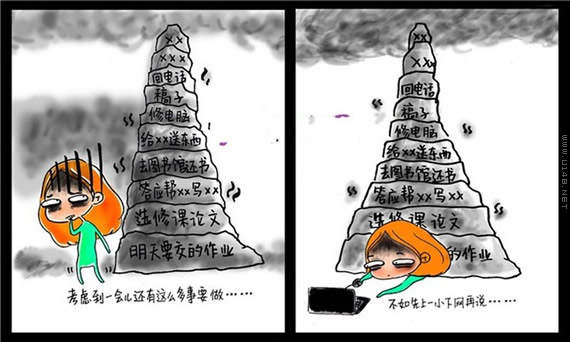 ××
×××
回电话
稿子
修电脑
给××送东西
去图书馆还书
答应帮××写××
选修课论文
明天要交的作业
考虑到一会儿还有这么多事要做……
××
××
回电话
稿子
修电脑
给××送东西
去图书馆还书
答应帮××写××
选修课论文
的作业
不如先上一小下网再说……
WWW.U148.NET